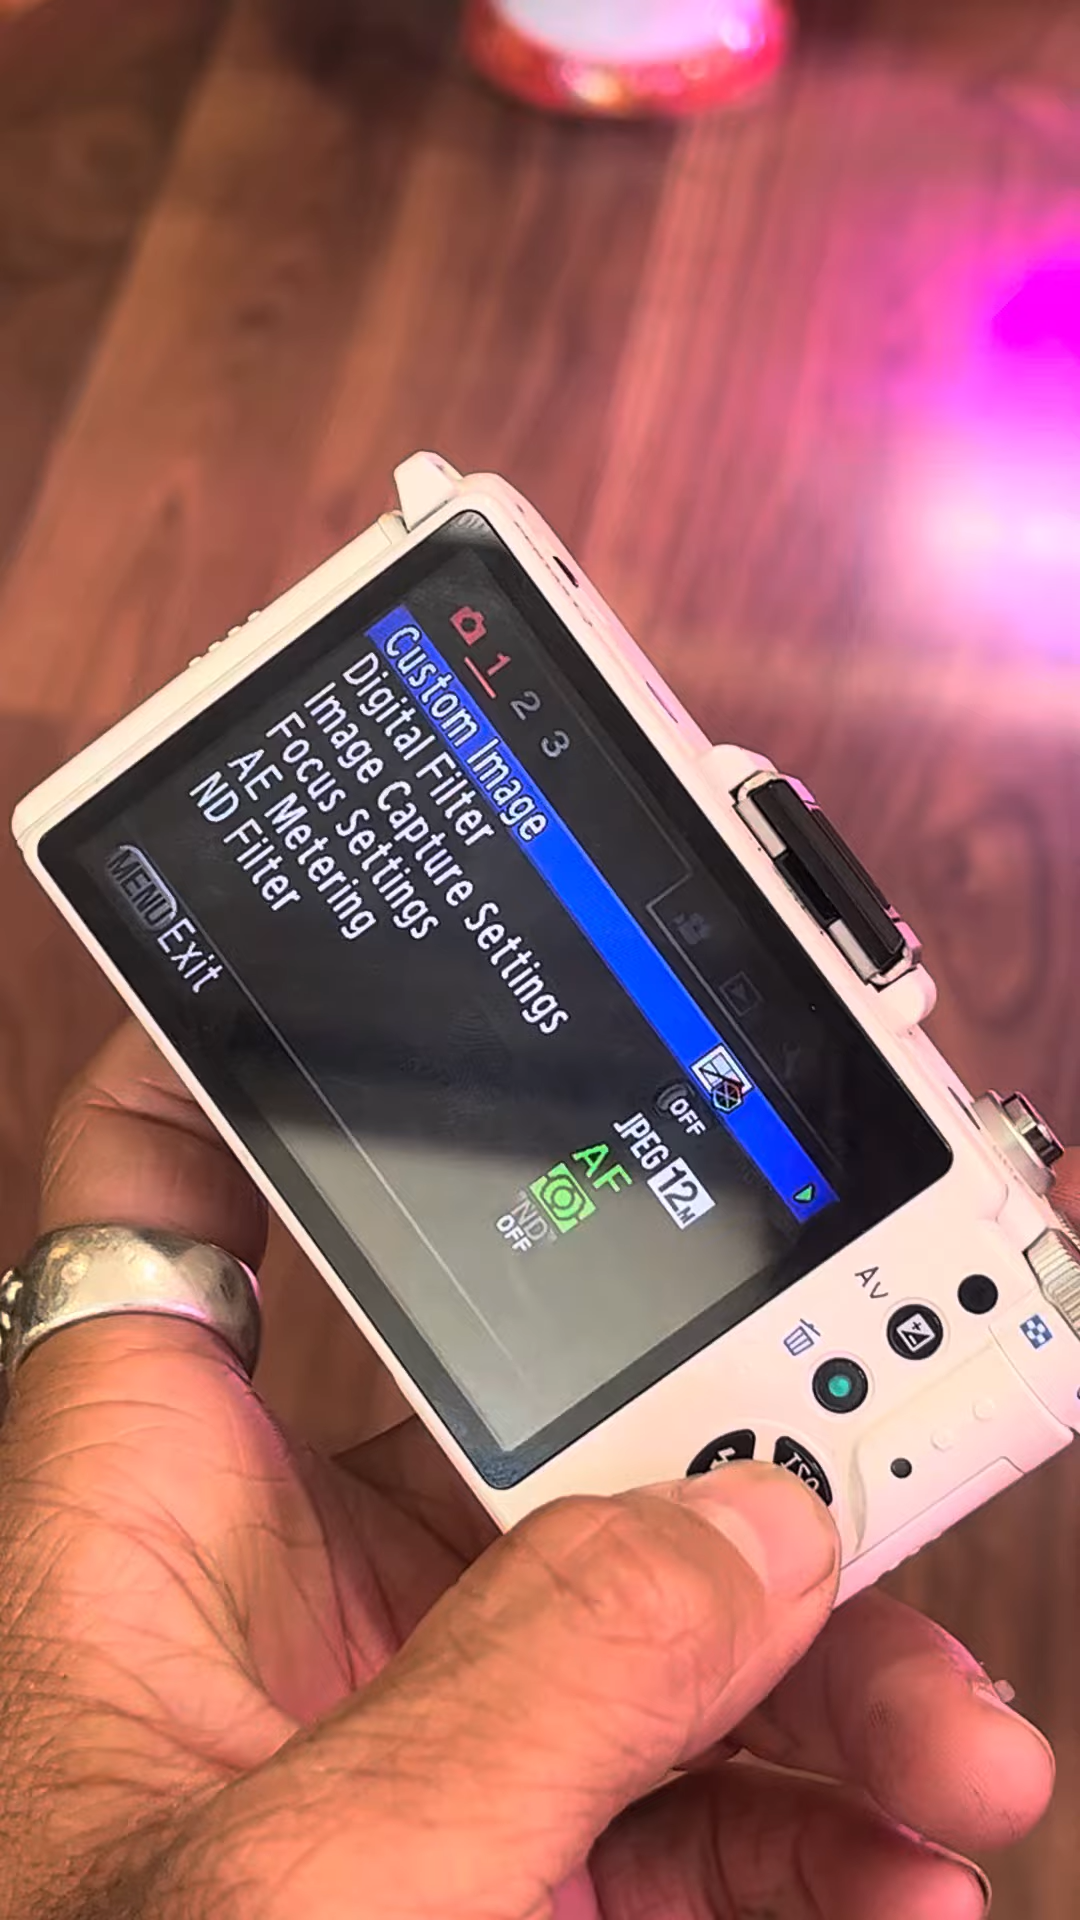 1 2 3
Custom Image
Digital Filter OFF
Image Capture Settings JPEG 12M
Focus Settings AF
AE Metering
ND Filter ND OFF
MENU Exit
Av
ISO